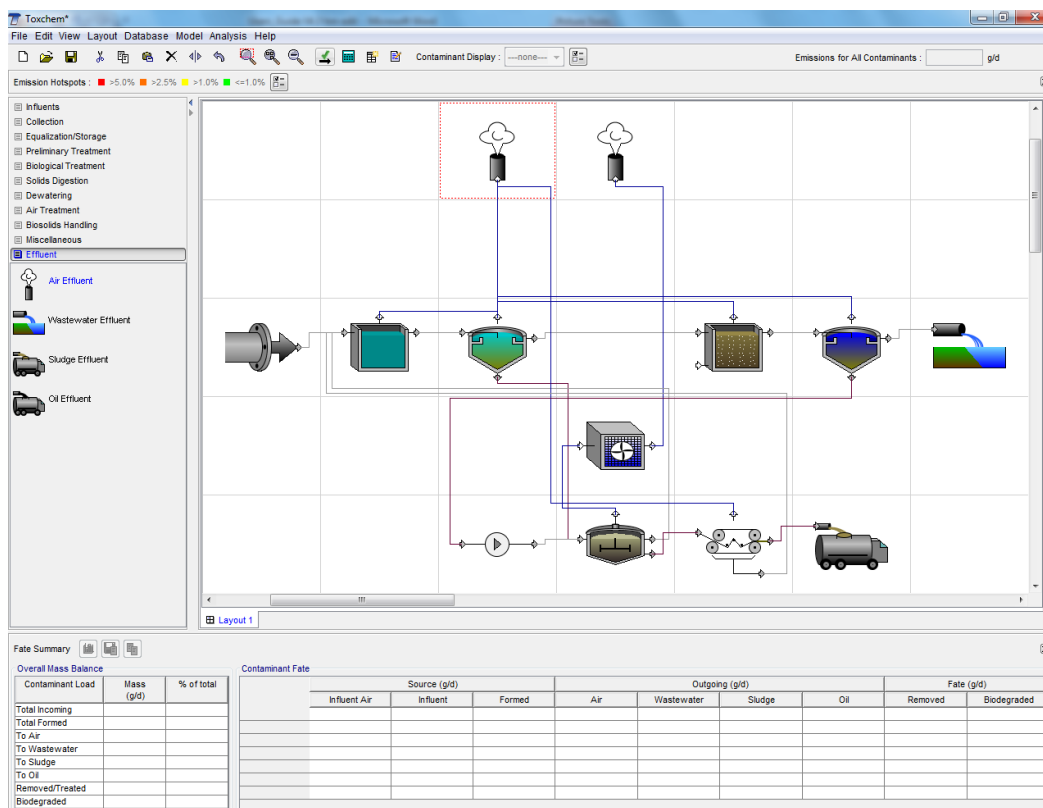 Toxchem*
File Edit View Layout Database Model Analysis Help
Contaminant Display : ----none---- Emissions for All Contaminants : g/d
Emission Hotspots : >5.0% >2.5% >1.0% <=1.0%
Influents
Collection
Equalization/Storage
Preliminary Treatment
Biological Treatment
Solids Digestion
Dewatering
Air Treatment
Biosolids Handling
Miscellaneous
Effluent
Air Effluent
Wastewater Effluent
Sludge Effluent
Oil Effluent
Layout 1
Fate Summary
Overall Mass Balance
Contaminant Load Mass (g/d) % of total
Total Incoming
Total Formed
To Air
To Wastewater
To Sludge
To Oil
Removed/Treated
Biodegraded
Contaminant Fate
Source (g/d) Outgoing (g/d) Fate (g/d)
Influent Air Influent Formed Air Wastewater Sludge Oil Removed Biodegraded